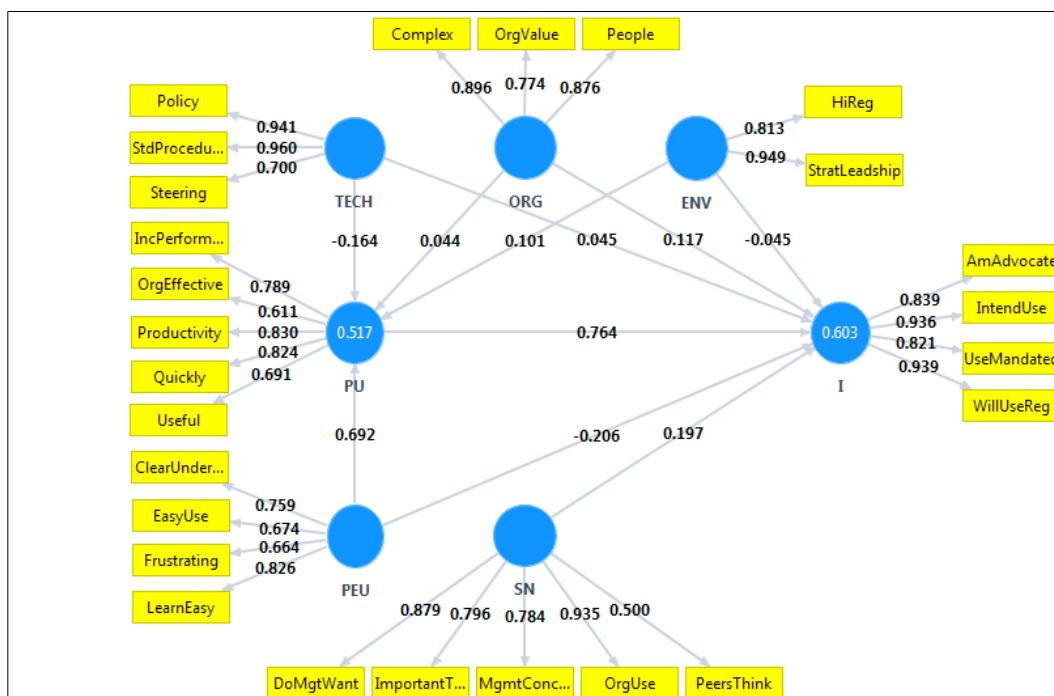 Complex
OrgValue
People
0.896
0.774
0.876
Policy
StdProcedu...
Steering
0.941
0.960
0.700
TECH
ORG
ENV
HiReg
StratLeadship
0.813
0.949
-0.164
0.044
0.101
0.045
0.117
-0.045
IncPerform...
OrgEffective
Productivity
Quickly
Useful
0.789
0.611
0.830
0.824
0.691
0.517
PU
0.764
0.603
I
AmAdvocate
IntendUse
UseMandated
WillUseReg
0.839
0.936
0.821
0.939
0.692
-0.206
0.197
ClearUnder...
EasyUse
Frustrating
LearnEasy
0.759
0.674
0.664
0.826
PEU
SN
0.879
0.796
0.784
0.935
0.500
DoMgtWant
ImportantT...
MgmtConc...
OrgUse
PeersThink